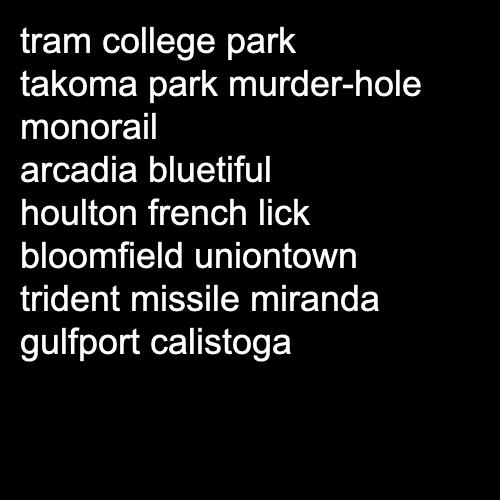 tram college park
takoma park murder-hole
monorail
arcadia bluetiful
houlton french lick
bloomfield uniontown
trident missile miranda
gulfport calistoga